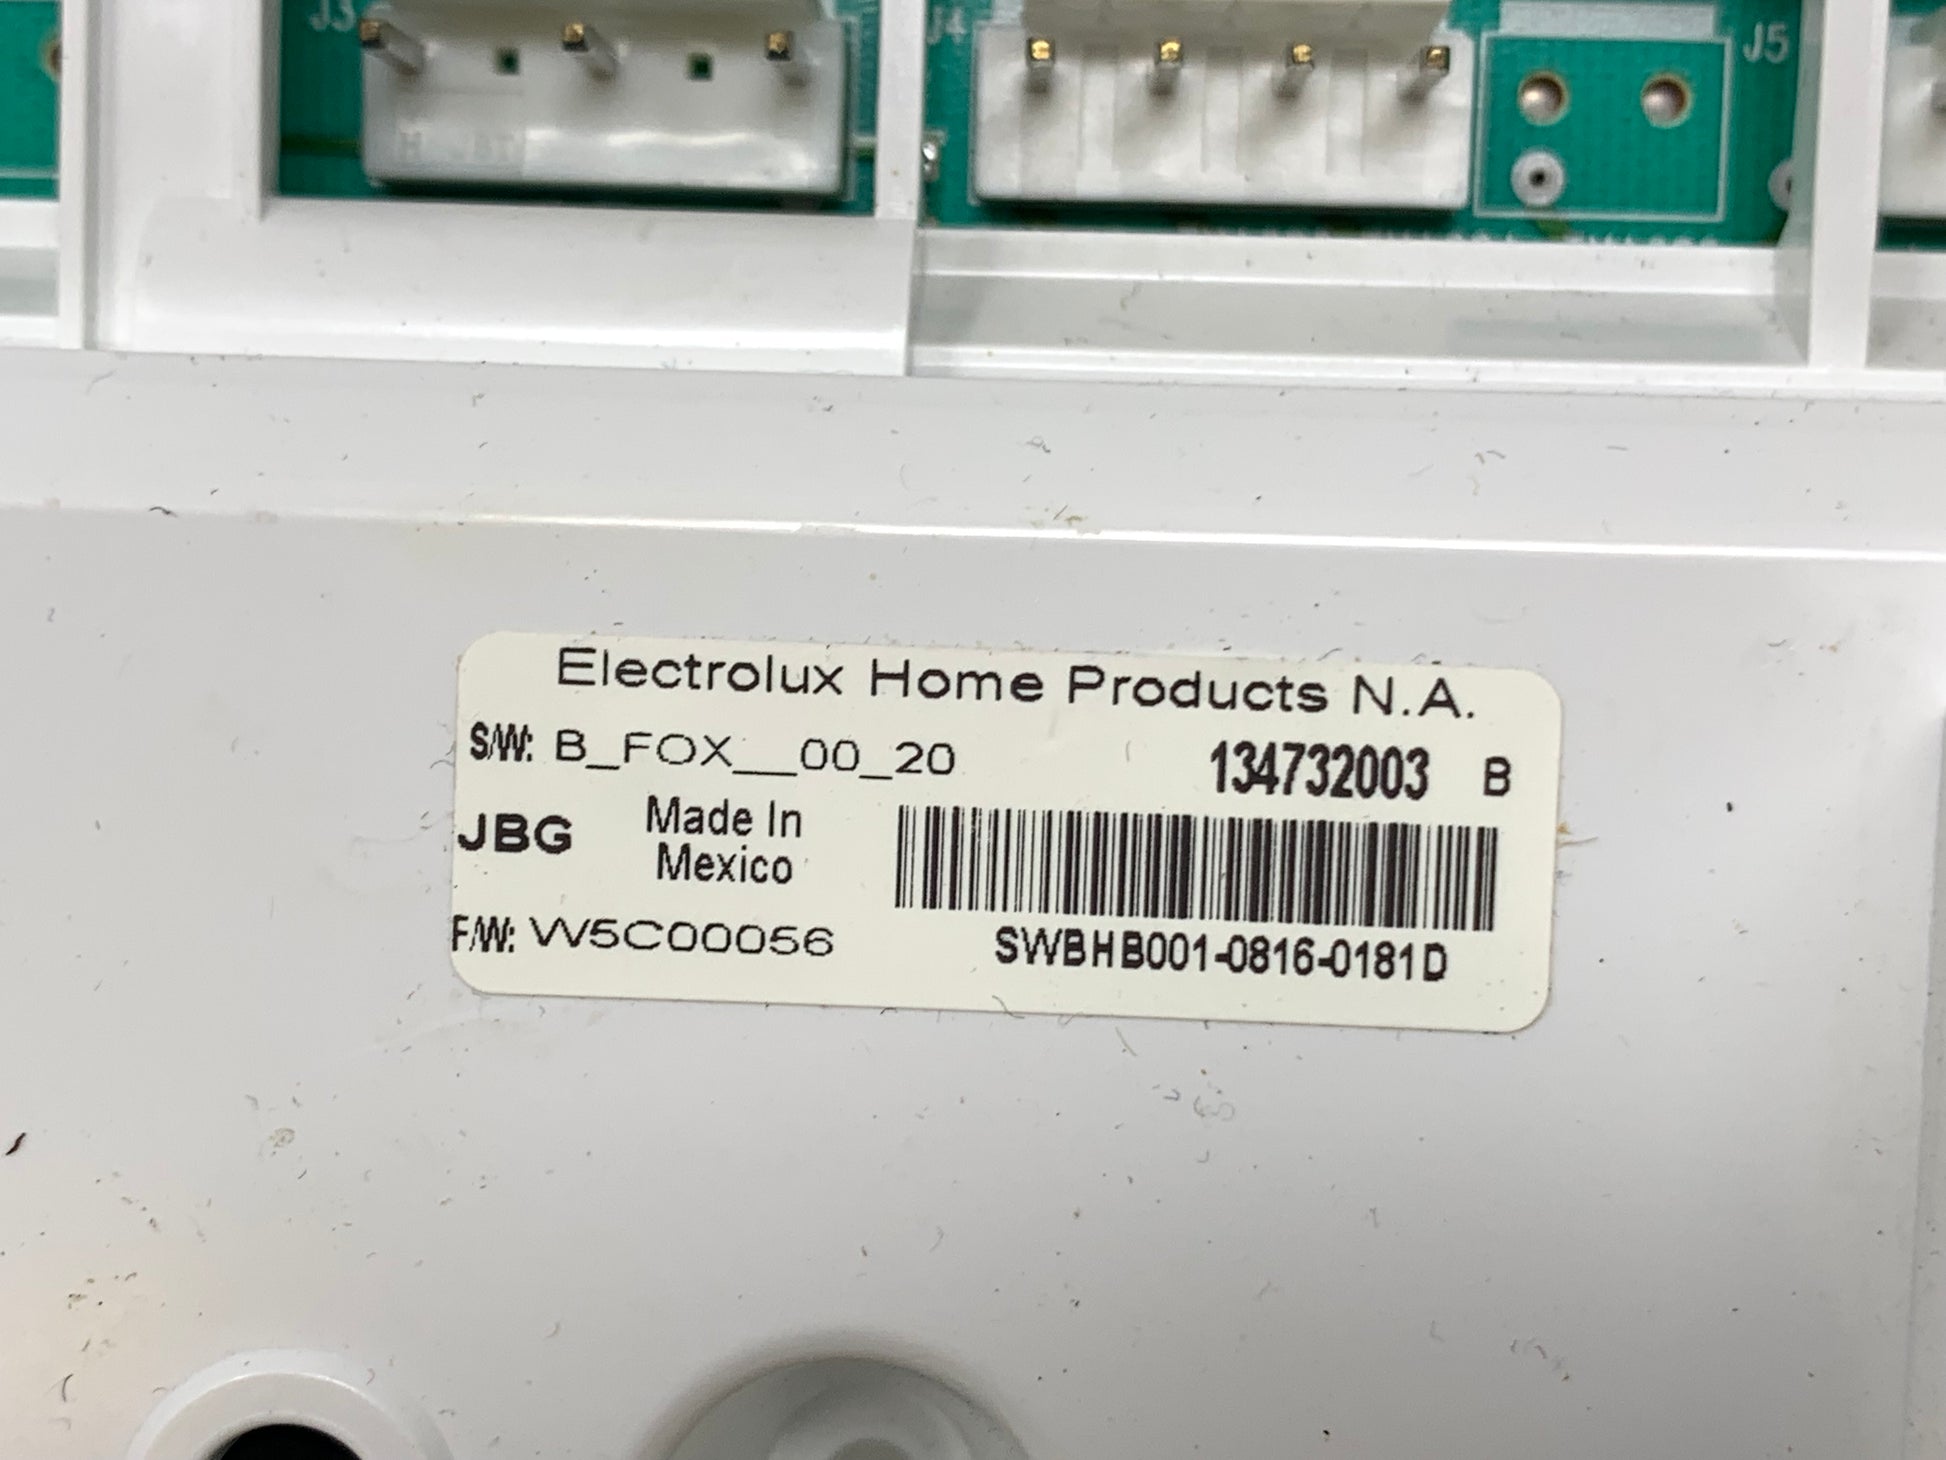 J3
J4
J5
Electrolux Home Products N.A.
S/W: B_FOX__00_20
134732003 B
JBG
Made In
Mexico
F/W: W5C00056
SWBHB001-0816-0181D